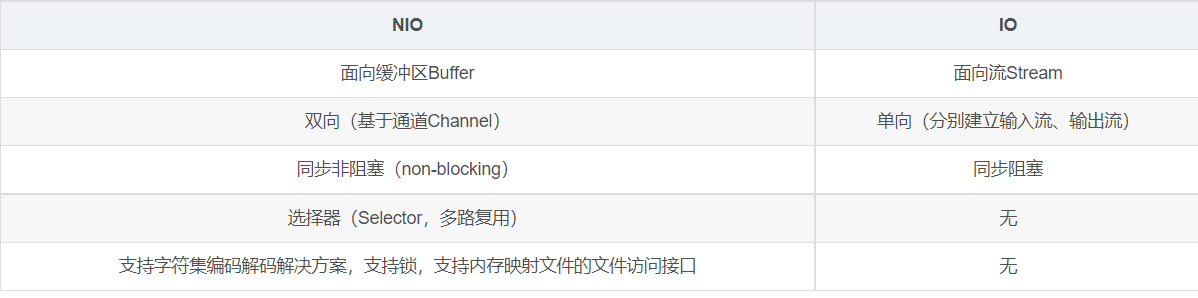 NIO IO
面向缓冲区Buffer 面向流Stream
双向（基于通道Channel） 单向（分别建立输入流、输出流）
同步非阻塞（non-blocking） 同步阻塞
选择器（Selector，多路复用） 无
支持字符集编码解码解决方案，支持锁，支持内存映射文件的文件访问接口 无